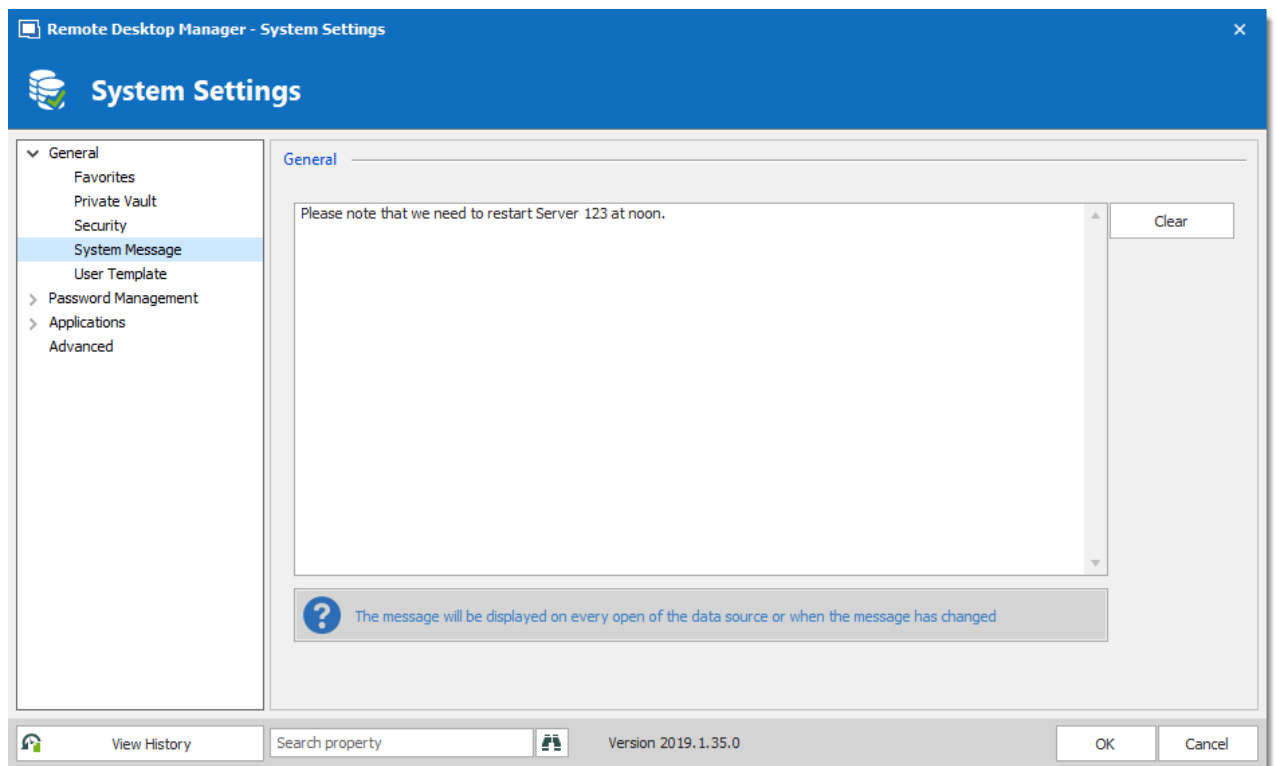 Remote Desktop Manager - System Settings
System Settings
General
Favorites
Private Vault
Security
System Message
User Template
Password Management
Applications
Advanced
General
Please note that we need to restart Server 123 at noon.
Clear
The message will be displayed on every open of the data source or when the message has changed
View History
Search property
Version 2019.1.35.0
OK
Cancel